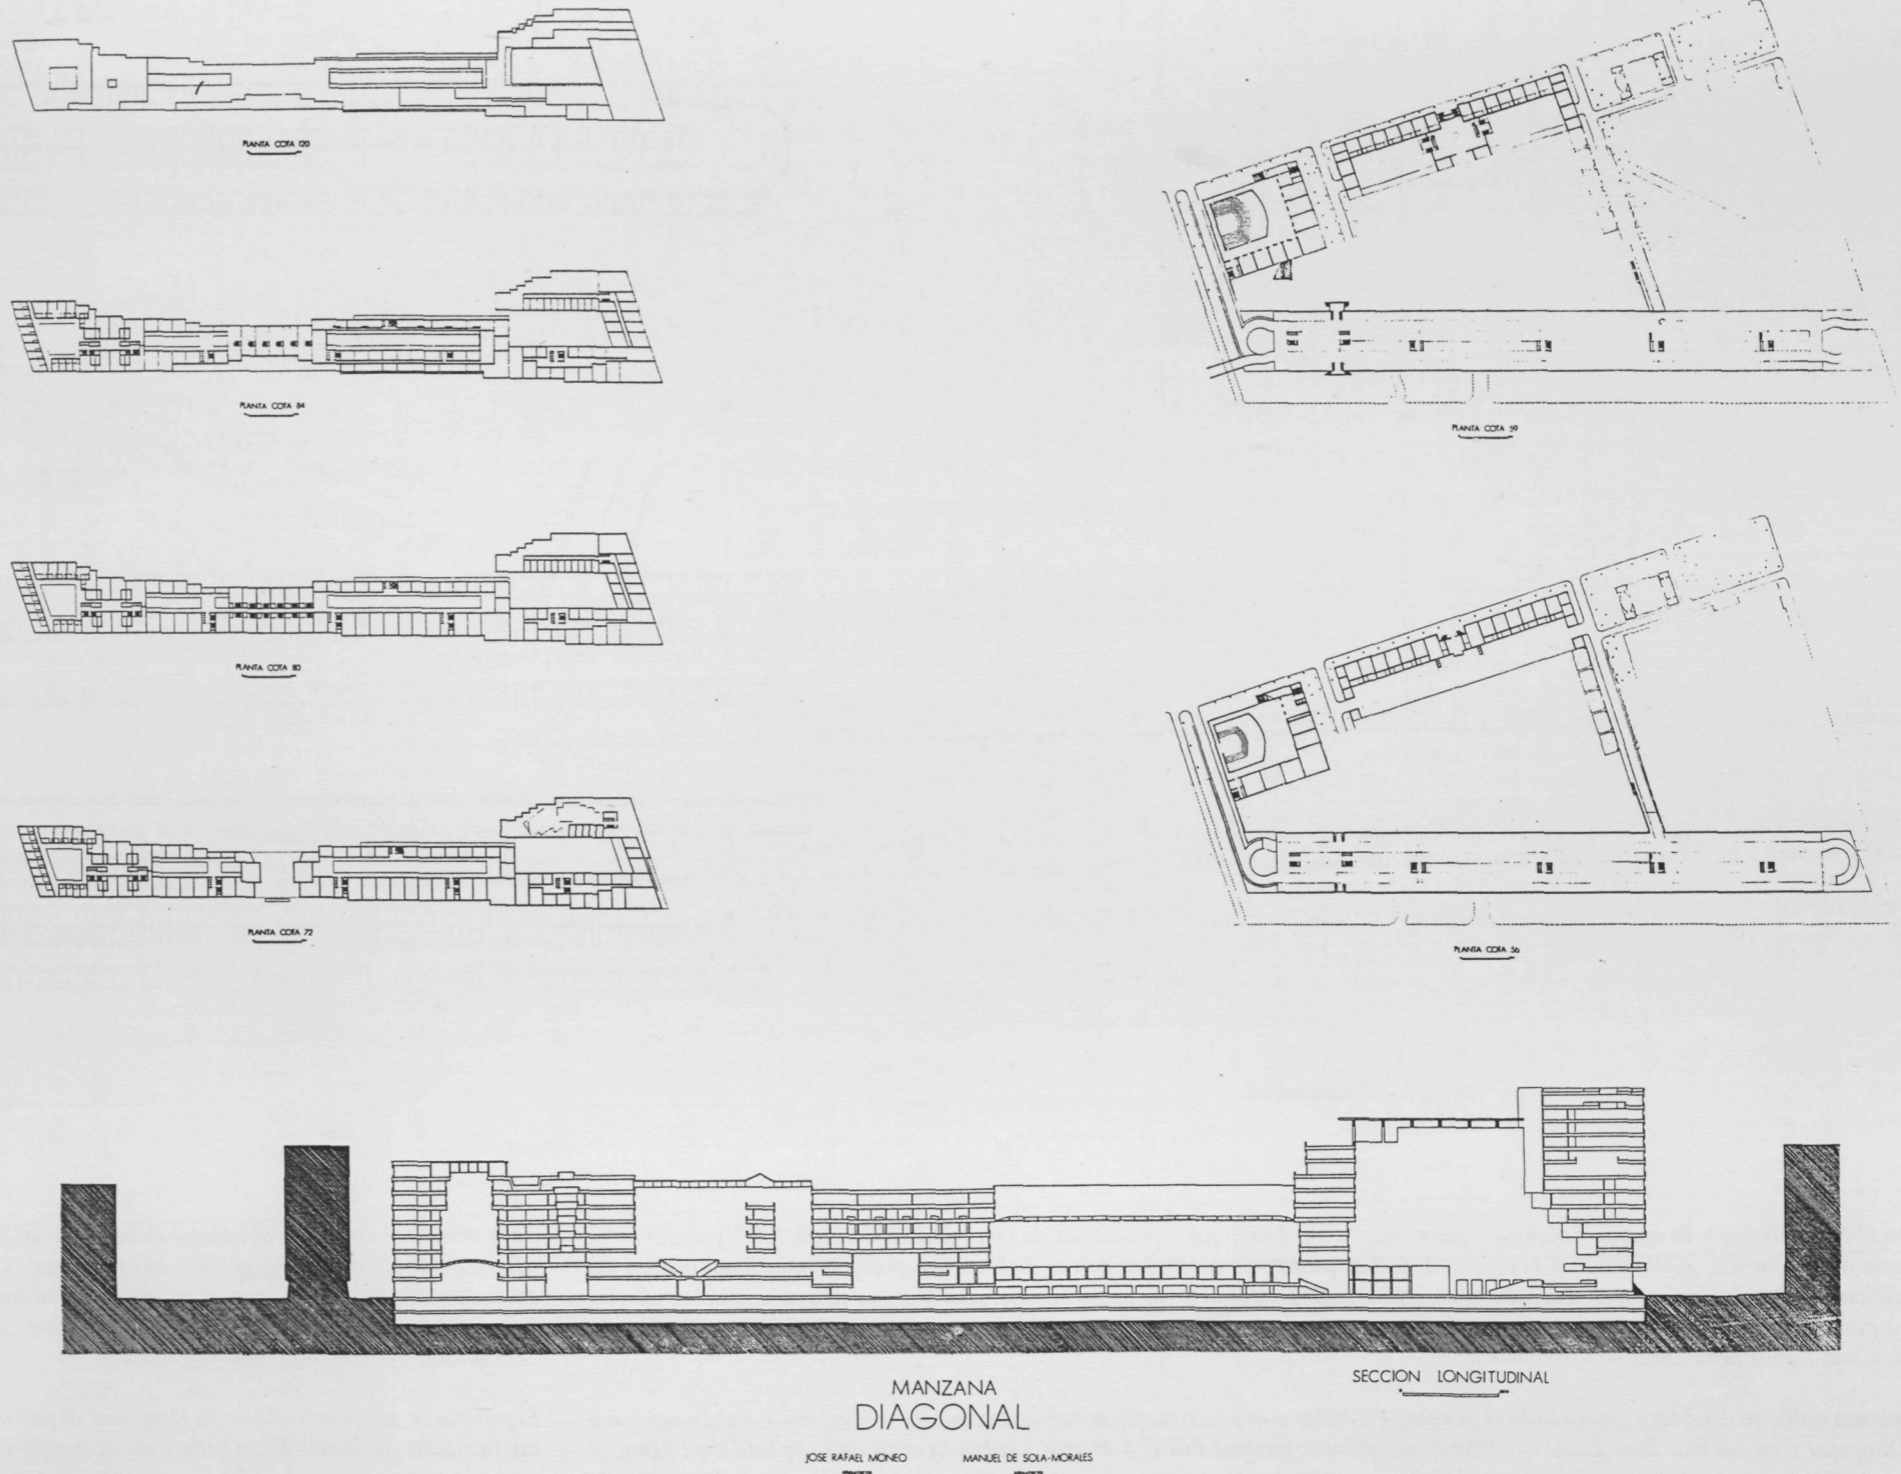 PLANTA COTA 120
PLANTA COTA 84
PLANTA COTA 80
PLANTA COTA 72
PLANTA COTA 59
PLANTA COTA 56
SECCION LONGITUDINAL
MANZANA
DIAGONAL
JOSE RAFAEL MONEO MANUEL DE SOLA-MORALES